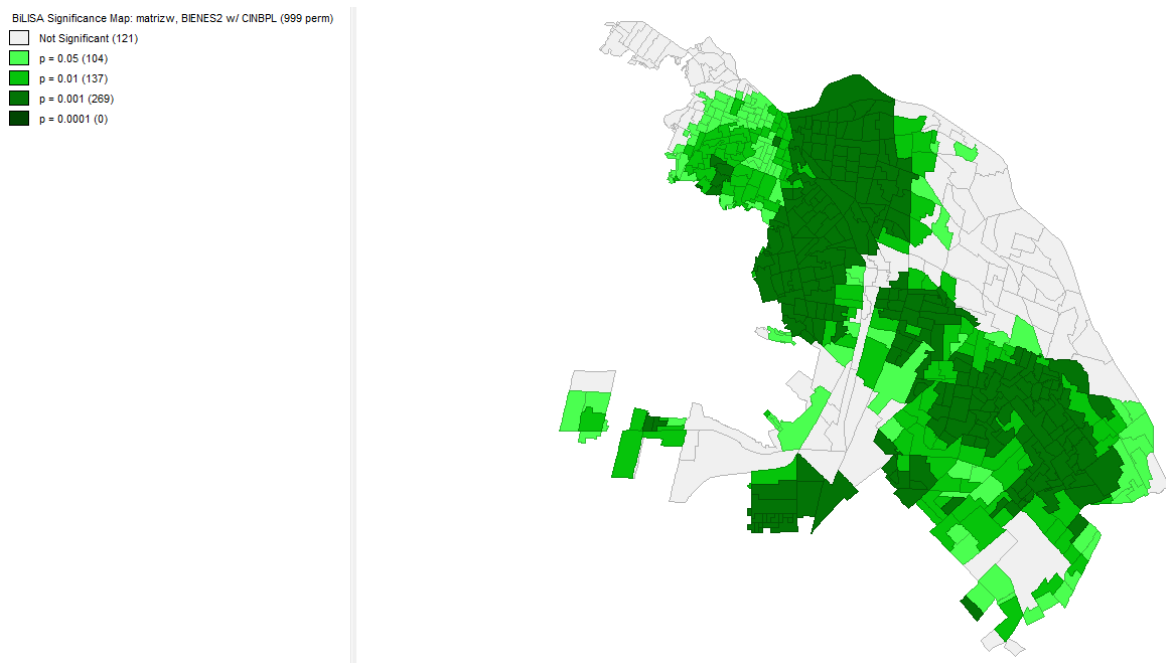 BiLISA Significance Map: matrizw, BIENES2 w/ CINBPL (999 perm)
Not Significant (121)
p = 0.05 (104)
p = 0.01 (137)
p = 0.001 (269)
p = 0.0001 (0)